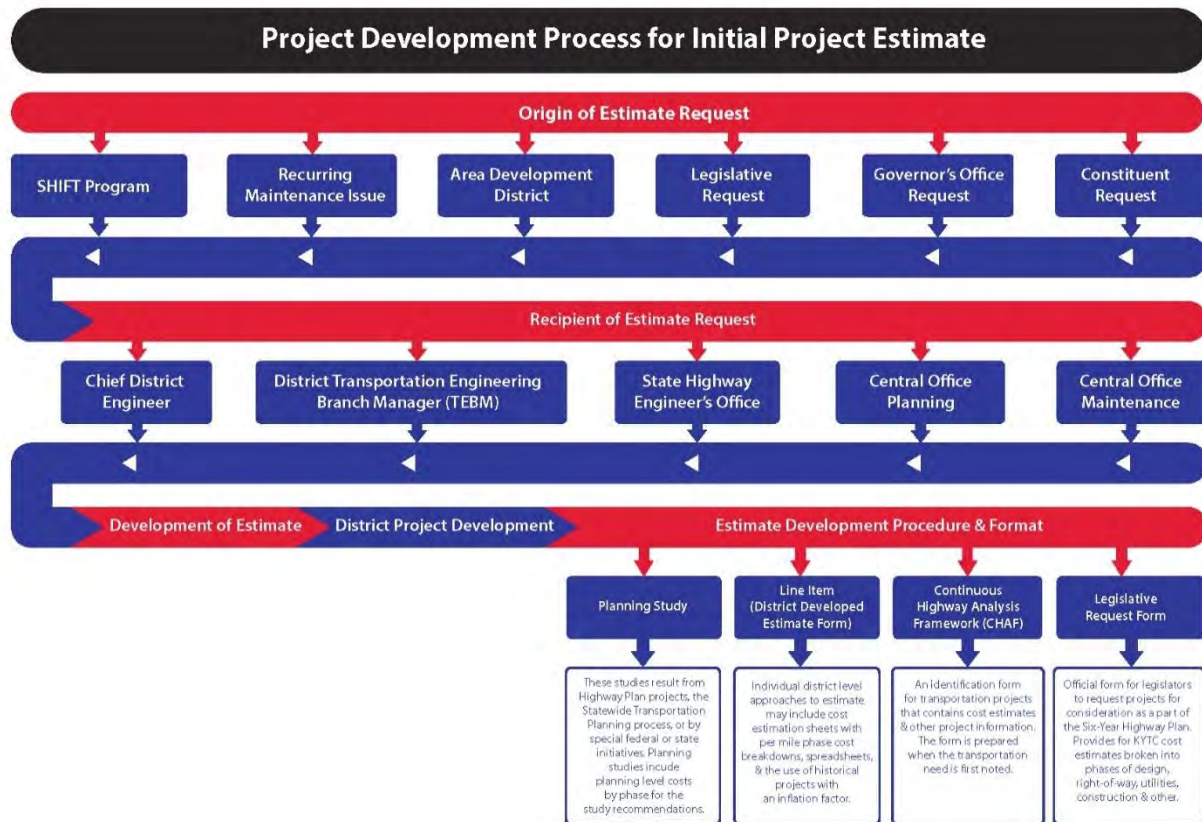 Project Development Process for Initial Project Estimate
Origin of Estimate Request
SHIFT Program
Recurring
Maintenance Issue
Area Development
District
Legislative
Request
Governor's Office
Request
Constituent
Request
Recipient of Estimate Request
Chief District
Engineer
District Transportation Engineering
Branch Manager (TEBM)
State Highway
Engineer's Office
Central Office
Planning
Central Office
Maintenance
Development of Estimate
District Project Development
Estimate Development Procedure & Format
Planning Study
Line Item
(District Developed
Estimate Form)
Continuous
Highway Analysis
Framework (CHAF)
Legislative
Request Form
These studies result from
Highway Plan projects, the
Statewide Transportation
Planning process, or by
special federal or state
initiatives. Planning
studies include
planning level costs
by phase for the
study recommendations.
Individual district level
approaches to estimate
may include cost
estimation sheets with
per mile phase cost
breakdowns, spreadsheets,
& the use of historical
projects with
an inflation factor.
An identification form
for transportation projects
that contains cost estimates
& other project information.
The form is prepared
when the transportation
need is first noted.
Official form for legislators
to request projects for
consideration as a part of
the Six-Year Highway Plan.
Provides for KYTC cost
estimates broken into
phases of design,
right-of-way, utilities,
construction & other.